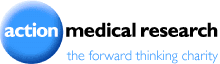 action medical research
the forward thinking charity